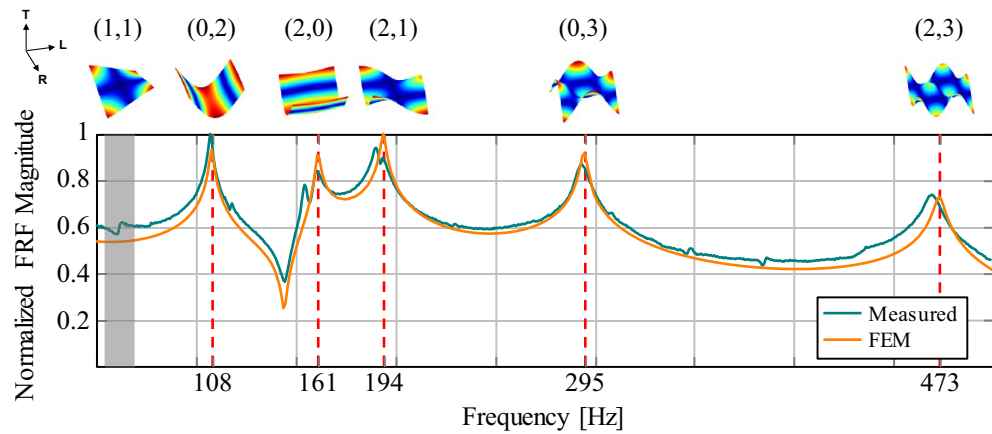 T
L
R
(1,1) (0,2) (2,0) (2,1) (0,3) (2,3)
Normalized FRF Magnitude
1
0.8
0.6
0.4
0.2
Measured
FEM
108 161 194 295 473
Frequency [Hz]